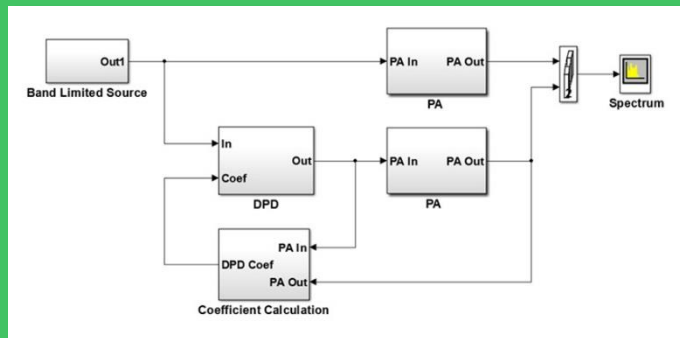 Out1
Band Limited Source
PA In
PA Out
PA
2
Spectrum
In
Coef
Out
DPD
PA In
PA Out
PA
PA In
DPD Coef
PA Out
Coefficient Calculation